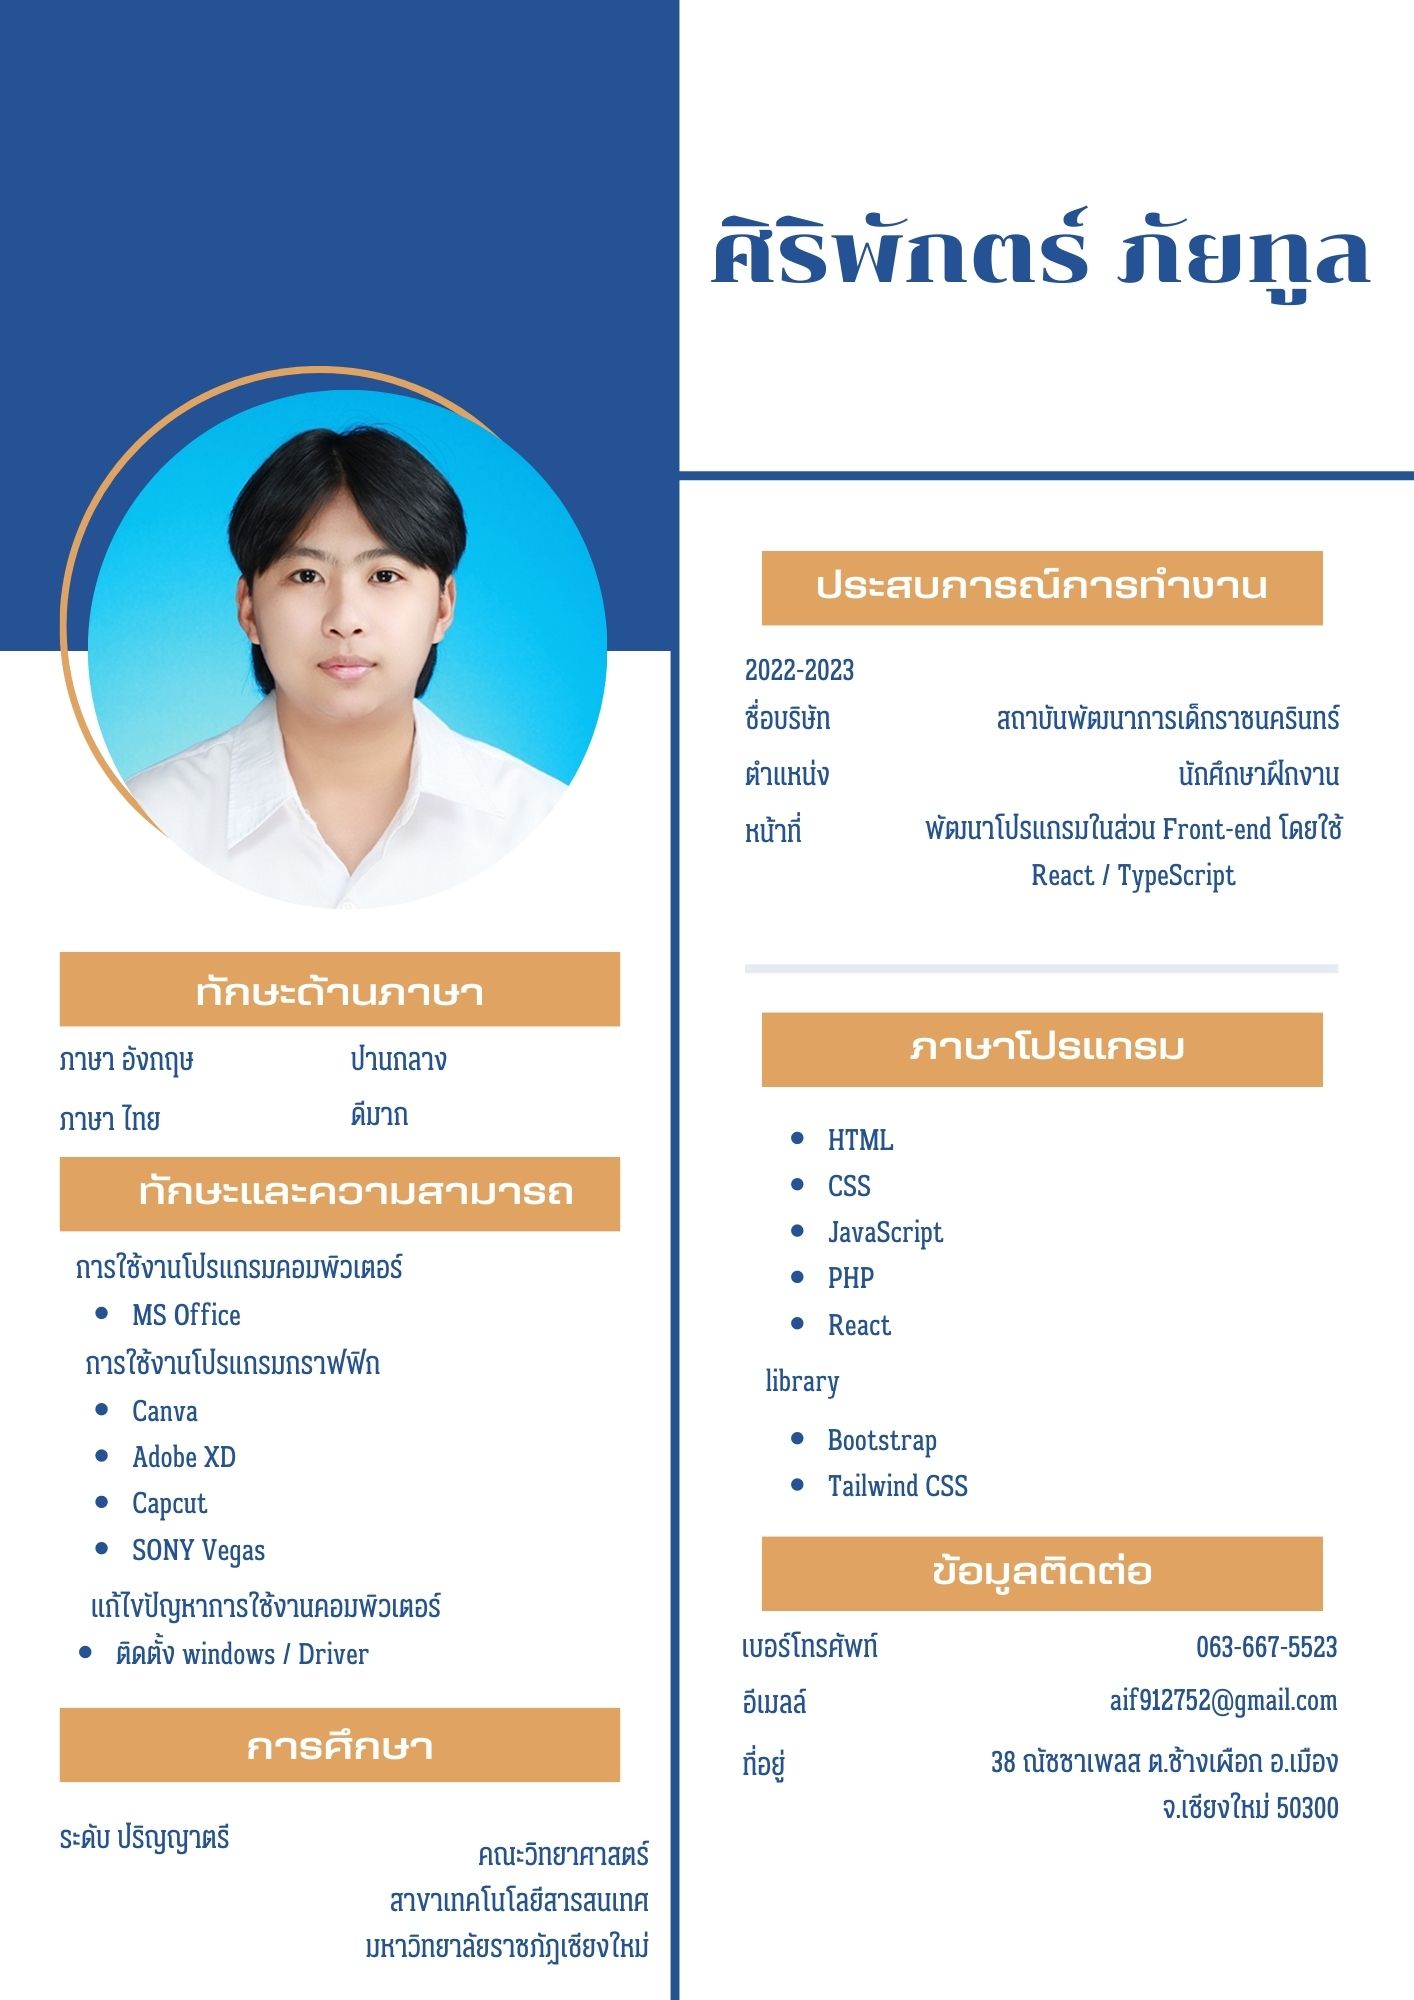 ศิริพักตร์ ภัยทูล
ทักษะด้านภาษา
ภาษา อังกฤษ ปานกลาง
ภาษา ไทย ดีมาก
ทักษะและความสามารถ
การใช้งานโปรแกรมคอมพิวเตอร์
MS Office
การใช้งานโปรแกรมกราฟฟิก
Canva
Adobe XD
Capcut
SONY Vegas
แก้ไขปัญหาการใช้งานคอมพิวเตอร์
ติดตั้ง windows / Driver
การศึกษา
ระดับ ปริญญาตรี
คณะวิทยาศาสตร์
สาขาเทคโนโลยีสารสนเทศ
มหาวิทยาลัยราชภัฏเชียงใหม่
ประสบการณ์การทำงาน
2022-2023
ชื่อบริษัท สถาบันพัฒนาการเด็กราชนครินทร์
ตำแหน่ง นักศึกษาฝึกงาน
หน้าที่ พัฒนาโปรแกรมในส่วน Front-end โดยใช้
React / TypeScript
ภาษาโปรแกรม
HTML
CSS
JavaScript
PHP
React
library
Bootstrap
Tailwind CSS
ข้อมูลติดต่อ
เบอร์โทรศัพท์ 063-667-5523
อีเมลล์ aif912752@gmail.com
ที่อยู่ 38 ณัชชาเพลส ต.ช้างเผือก อ.เมือง
จ.เชียงใหม่ 50300